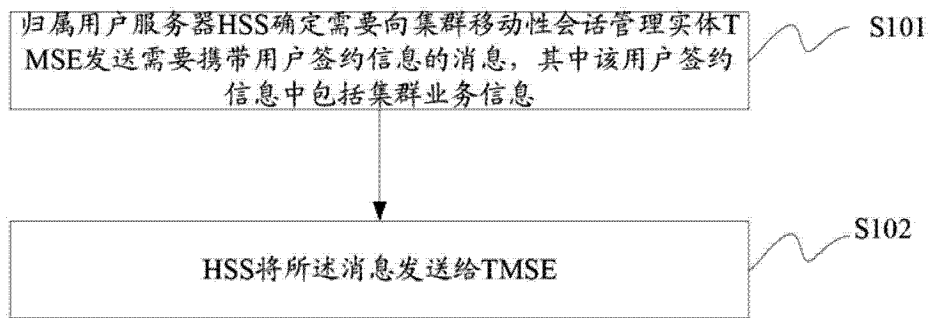 归属用户服务器HSS确定需要向集群移动性会话管理实体T
MSE发送需要携带用户签约信息的消息，其中该用户签约
信息中包括集群业务信息
S101
HSS将所述消息发送给TMSE
S102